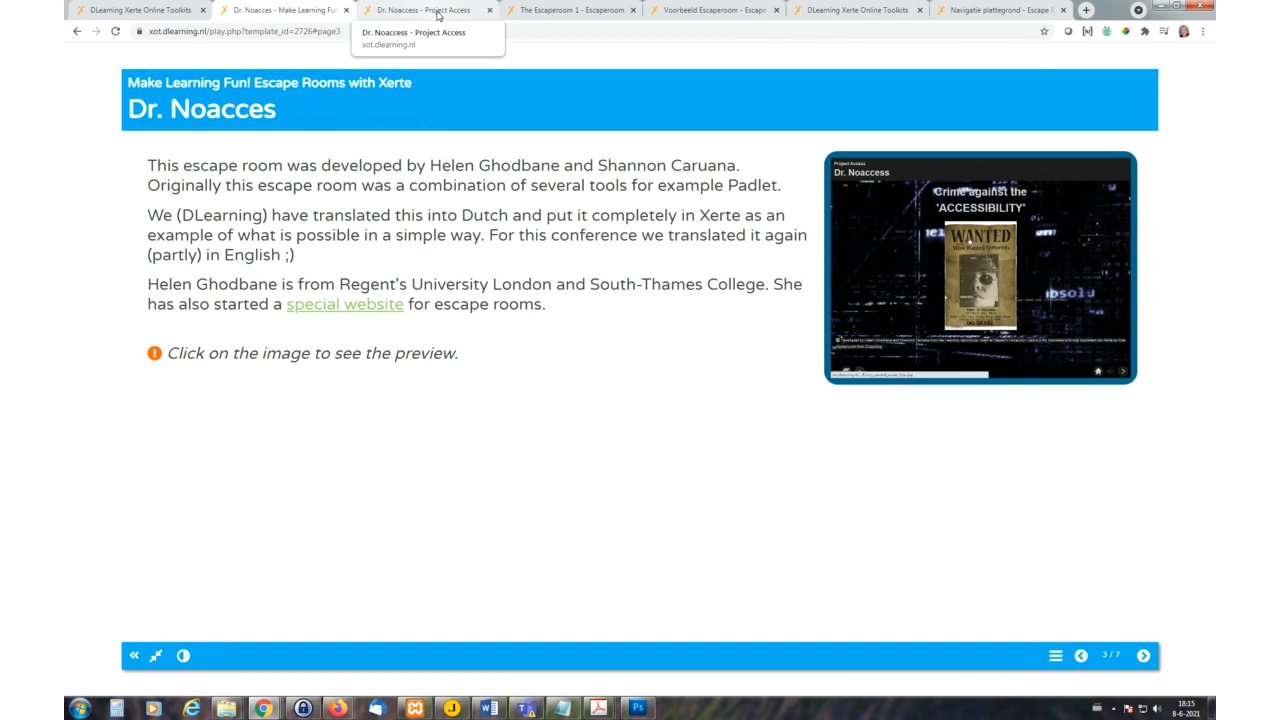 DLearning Xerte Online Toolkits
Dr. Noacces - Make Learning Fu
Dr. Noaccess - Project Access
The Escaperoom 1 - Escaperoom
Voorbeeld Escaperoom - Escape
DLearning Xerte Online Toolkits
Navigatie plattegrond - Escape R
xot.dlearning.nl/play.php?template_id=2726#page3
Dr. Noaccess - Project Access
xot.dlearning.nl
Make Learning Fun! Escape Rooms with Xerte
Dr. Noacces
This escape room was developed by Helen Ghodbane and Shannon Caruana.
Originally this escape room was a combination of several tools for example Padlet.
We (DLearning) have translated this into Dutch and put it completely in Xerte as an
example of what is possible in a simple way. For this conference we translated it again
(partly) in English ;)
Helen Ghodbane is from Regent's University London and South-Thames College. She
has also started a special website for escape rooms.
Click on the image to see the preview.
Project Access
Dr. Noaccess
Crime against the
'ACCESSIBILITY'
WANTED
Most Wanted Terrorists
absolu
3 / 7
18:15
8-6-2021